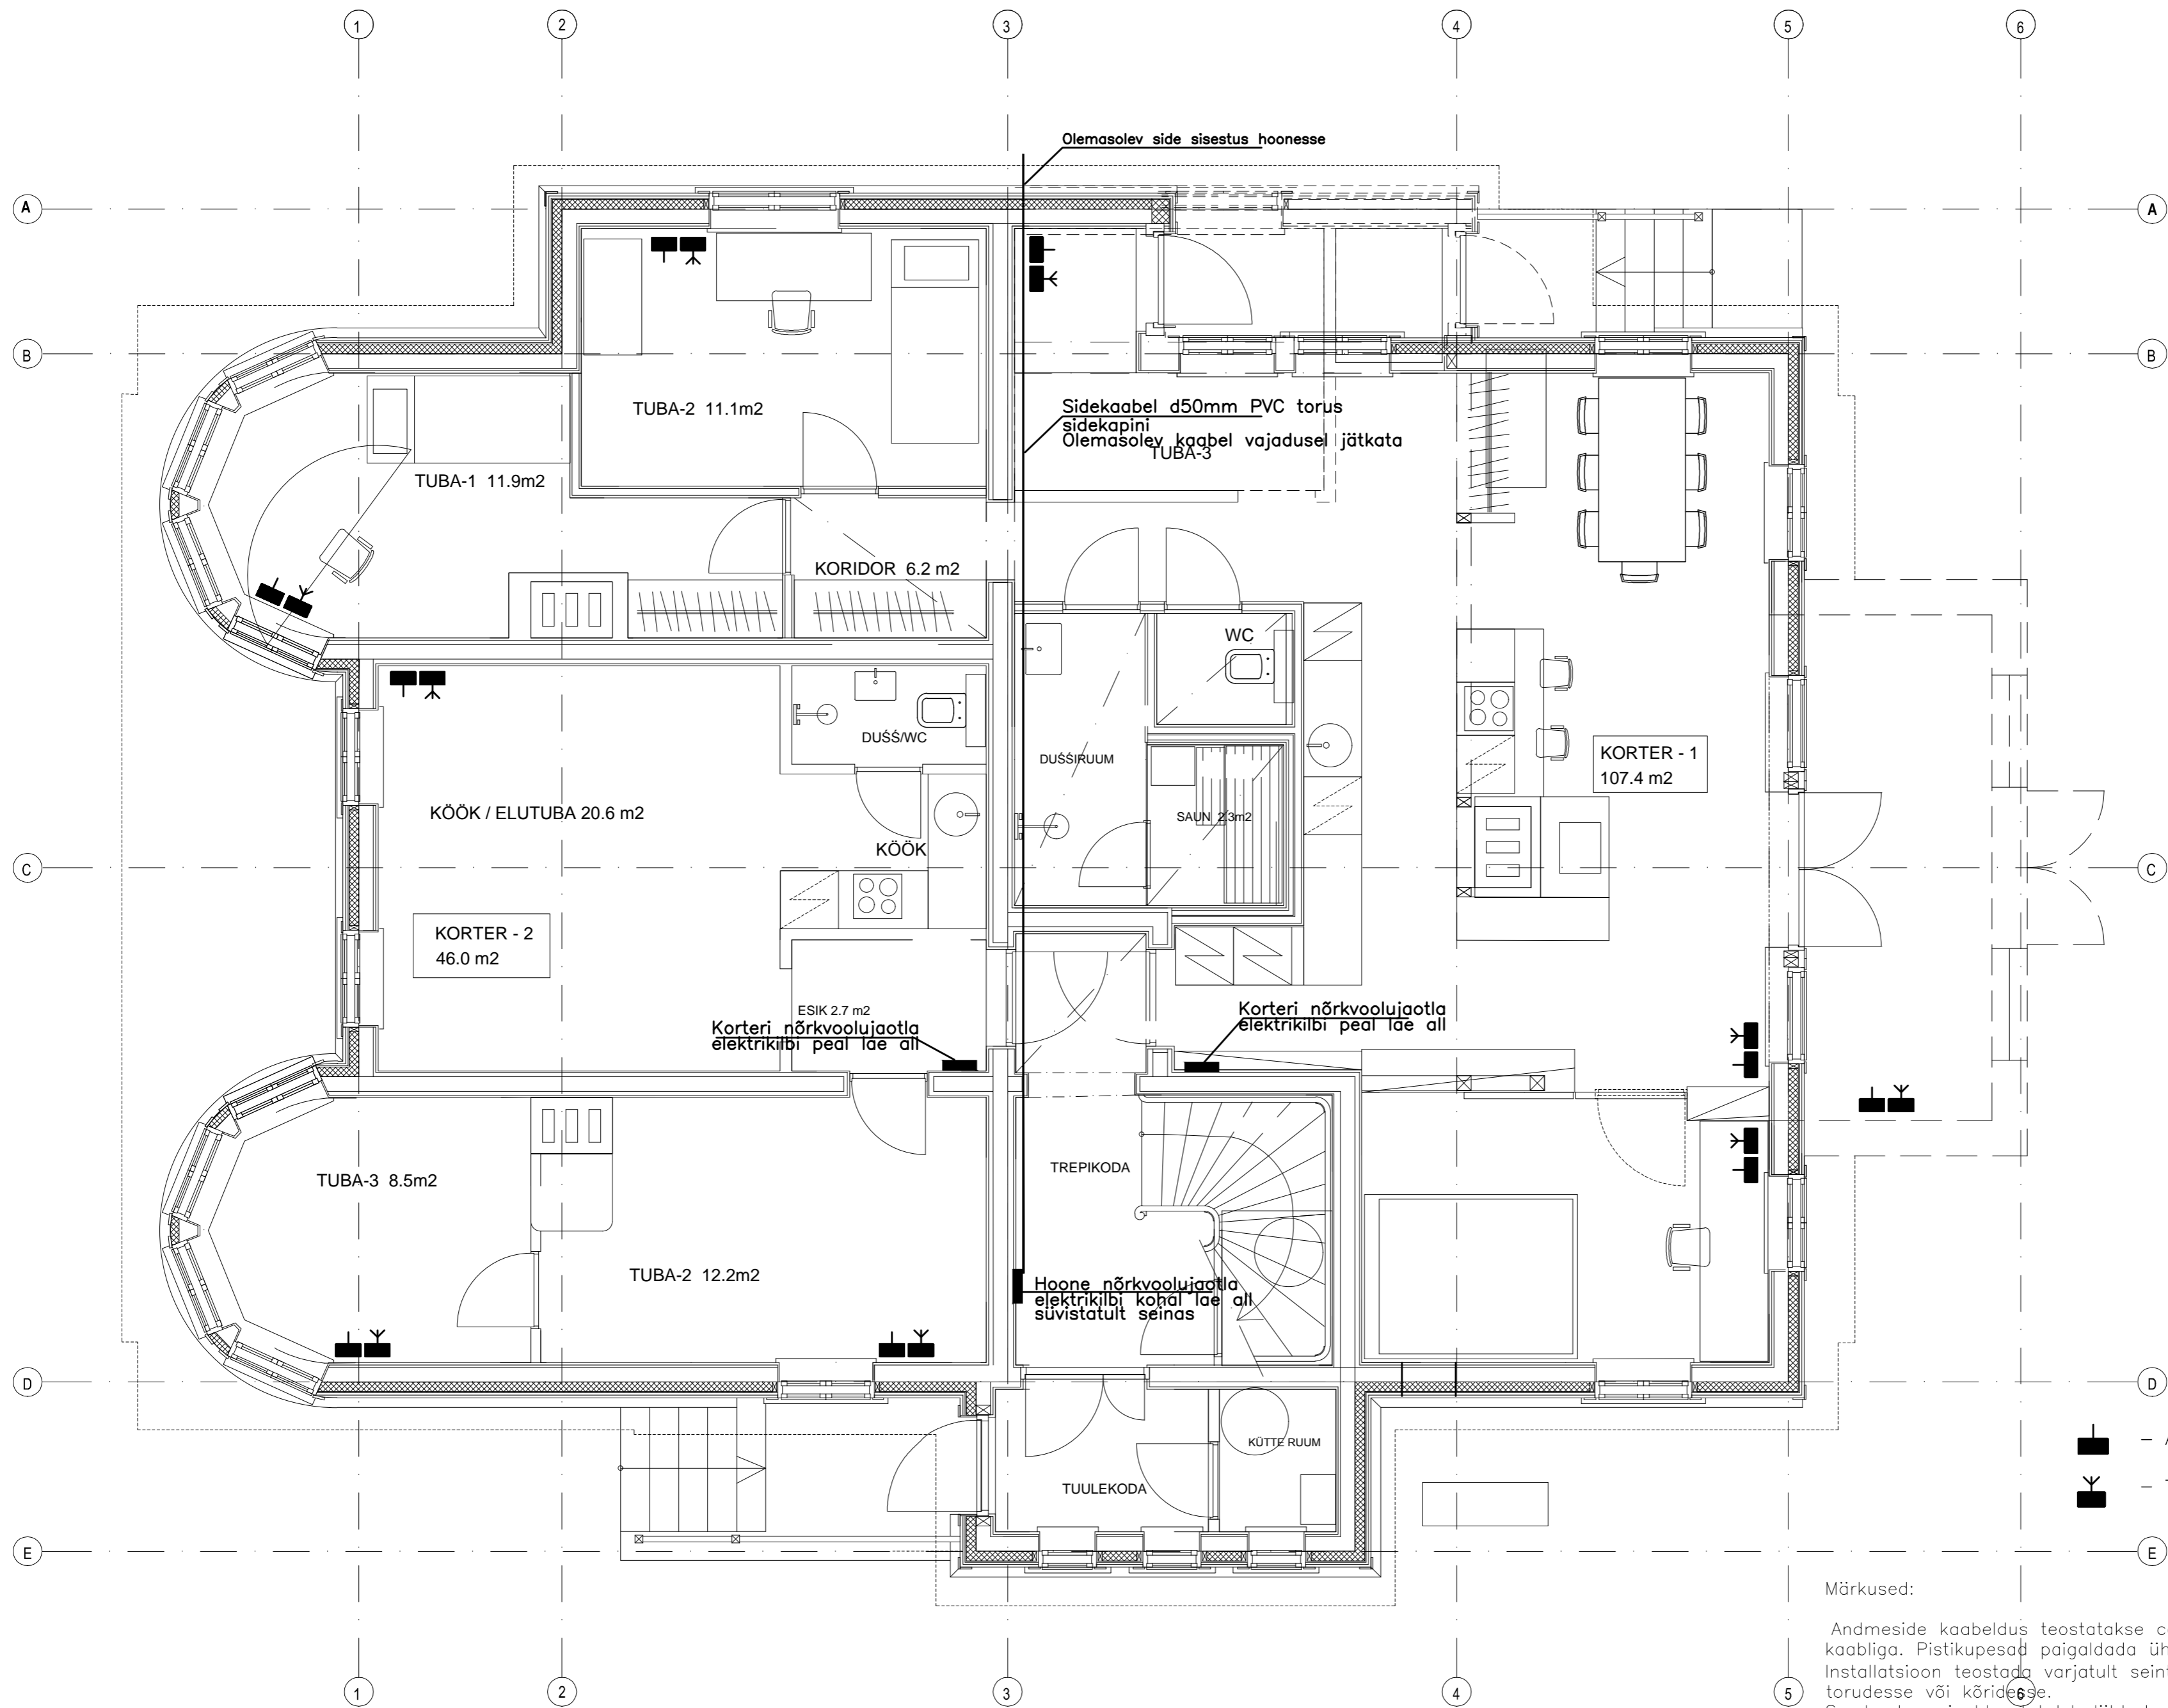 1
2
3
4
5
6
Olemasolev side sisestus hoonesse
A
A
B
B
TUBA-2 11.1m2
Sidekaabel d50mm PVC torus
sidekapini
Olemasolev kaabel vajadusel jätkata
TUBA-3
TUBA-1 11.9m2
KORIDOR 6.2 m2
WC
DUŠŠ/WC
DUŠŠIRUUM
KORTER - 1
107.4 m2
KÖÖK / ELUTUBA 20.6 m2
SAUN 2.3m2
KÖÖK
C
C
KORTER - 2
46.0 m2
ESIK 2.7 m2
Korteri nõrkvoolujaotla
elektrikilbi peal lae all
Korteri nõrkvoolujaotla
elektrikilbi peal lae all
TREPIKODA
TUBA-3 8.5m2
TUBA-2 12.2m2
Hoone nõrkvoolujaotla
elektrikilbi kohal lae all
süvistatult seinas
D
D
KÜTTE RUUM
TUULEKODA
E
E
Märkused:
Andmeside kaabeldus teostatakse
kaabliga. Pistikupesad paigaldada
Installatsioon teostada varjatult
torudesse või kõridesse.
1
2
3
4
5
6